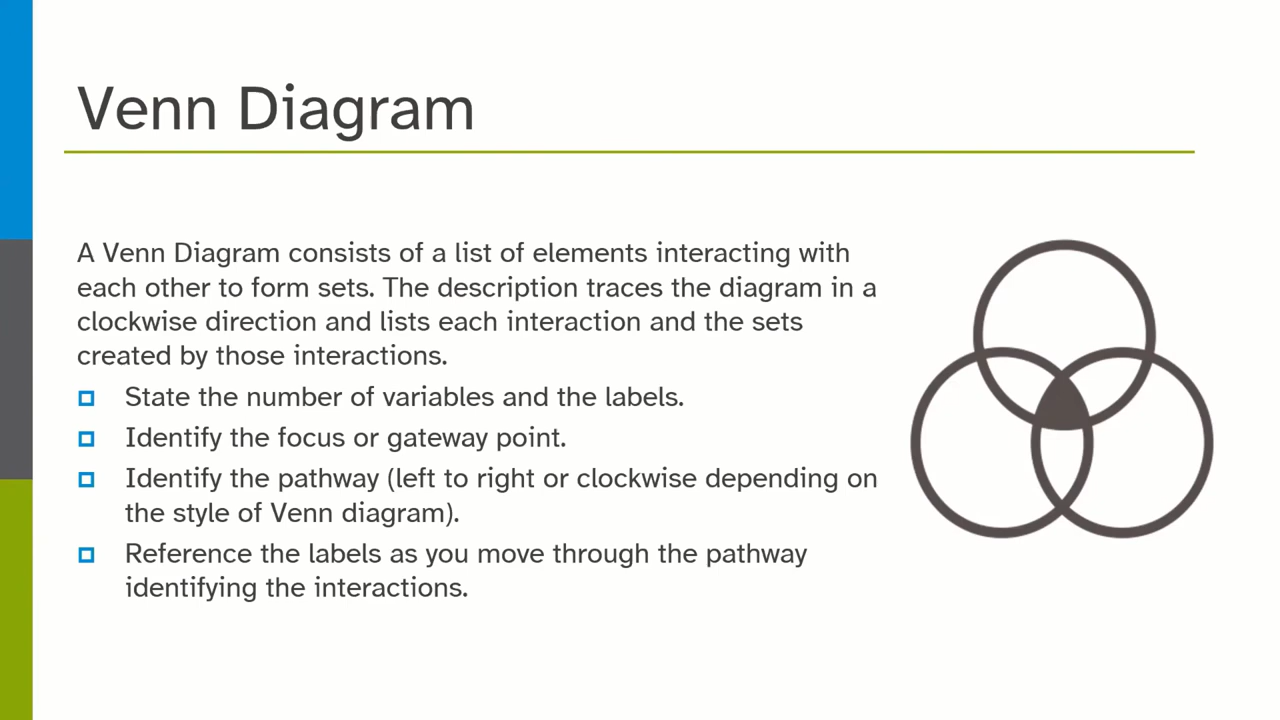 Venn Diagram
A Venn Diagram consists of a list of elements interacting with
each other to form sets. The description traces the diagram in a
clockwise direction and lists each interaction and the sets
created by those interactions.
State the number of variables and the labels.
Identify the focus or gateway point.
Identify the pathway (left to right or clockwise depending on
the style of Venn diagram).
Reference the labels as you move through the pathway
identifying the interactions.